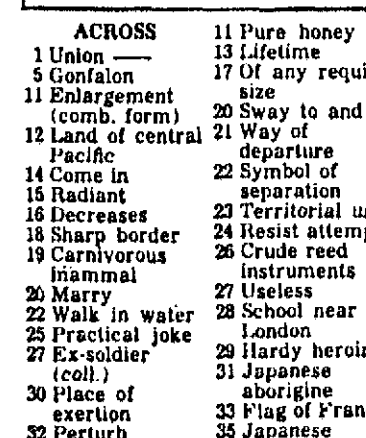 ACROSS
1 Union —
5 Gonfalon
11 Enlargement
(comb. form)
12 Land of central
Pacific
14 Come in
15 Radiant
16 Decreases
18 Sharp border
19 Carnivorous
mammal
20 Marry
22 Walk in water
25 Practical joke
27 Ex-soldier
(coll.)
30 Place of
exertion
32 Perturb
11 Pure honey
13 Lifetime
17 Of any requi
size
20 Sway to and
21 Way of
departure
22 Symbol of
separation
23 Territorial u
24 Resist attemp
26 Crude reed
instruments
27 Useless
28 School near
London
29 Hardy heroin
31 Japanese
aborigine
33 Flag of Fran
35 Japanese